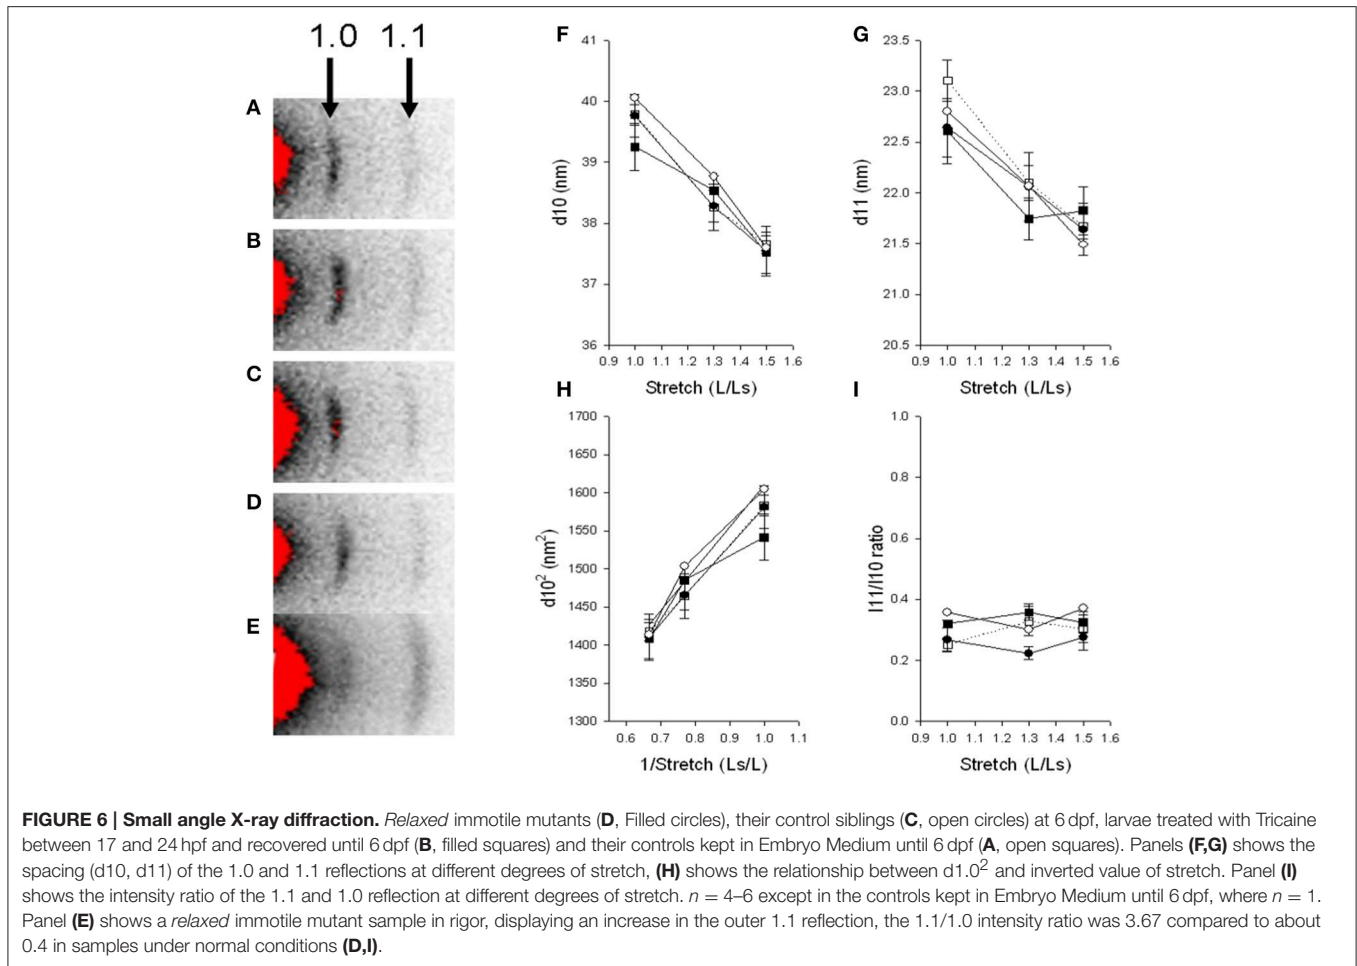 1.0 1.1
A
B
C
D
E
F
41
40
39
38
37
36
d10 (nm)
0.9 1.0 1.1 1.2 1.3 1.4 1.5 1.6
Stretch (L/Ls)
G
23.5
23.0
22.5
22.0
21.5
21.0
20.5
d11 (nm)
0.9 1.0 1.1 1.2 1.3 1.4 1.5 1.6
Stretch (L/Ls)
H
1700
1650
1600
1550
1500
1450
1400
1350
1300
d10² (nm²)
0.6 0.7 0.8 0.9 1.0 1.1
1/Stretch (Ls/L)
I
1.0
0.8
0.6
0.4
0.2
0.0
I11/I10 ratio
0.9 1.0 1.1 1.2 1.3 1.4 1.5 1.6
Stretch (L/Ls)
FIGURE 6 | Small angle X-ray diffraction. Relaxed immotile mutants (D, Filled circles), their control siblings (C, open circles) at 6 dpf, larvae treated with Tricaine
between 17 and 24 hpf and recovered until 6 dpf (B, filled squares) and their controls kept in Embryo Medium until 6 dpf (A, open squares). Panels (F,G) shows the
spacing (d10, d11) of the 1.0 and 1.1 reflections at different degrees of stretch, (H) shows the relationship between d1.0² and inverted value of stretch. Panel (I)
shows the intensity ratio of the 1.1 and 1.0 reflection at different degrees of stretch. n = 4–6 except in the controls kept in Embryo Medium until 6 dpf, where n = 1.
Panel (E) shows a relaxed immotile mutant sample in rigor, displaying an increase in the outer 1.1 reflection, the 1.1/1.0 intensity ratio was 3.67 compared to about
0.4 in samples under normal conditions (D,I).